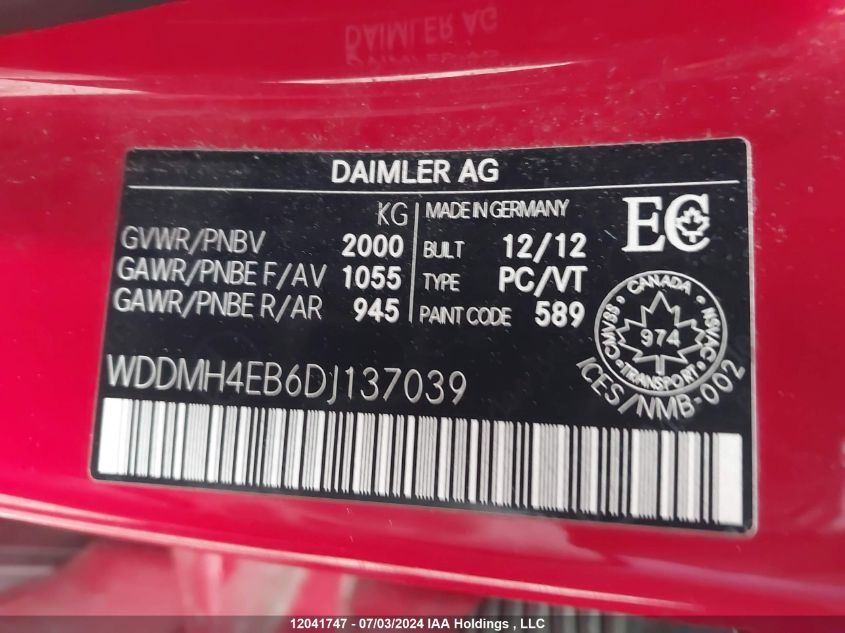 DAIMLER AG
DAIMLER AG
KG MADE IN GERMANY
GVWR/PNBV 2000 BUILT 12/12
GAWR/PNBE F/AV 1055 TYPE PC/VT
GAWR/PNBE R/AR 945 PAINT CODE 589
EC
CANADA
CMVSS NSVAC
974
TRANSPORT
ICES/NMB-002
WDDMH4EB6DJ137039
12041747 - 07/03/2024 IAA Holdings , LLC